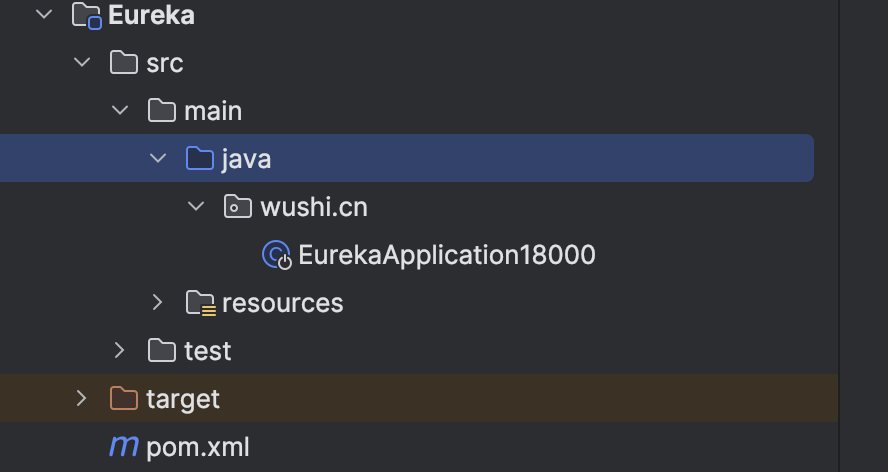 Eureka
src
main
java
wushi.cn
EurekaApplication18000
resources
test
target
pom.xml